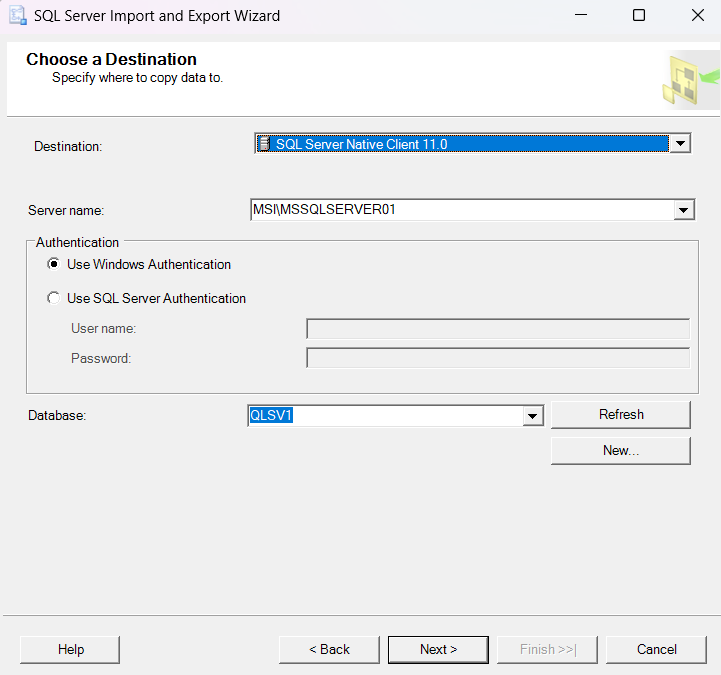 SQL Server Import and Export Wizard
Choose a Destination
Specify where to copy data to.
Destination: SQL Server Native Client 11.0
Server name: MSI\MSSQLSERVER01
Authentication
Use Windows Authentication
Use SQL Server Authentication
User name:
Password:
Database: QLSV1 Refresh
New...
Help < Back Next > Finish >>| Cancel